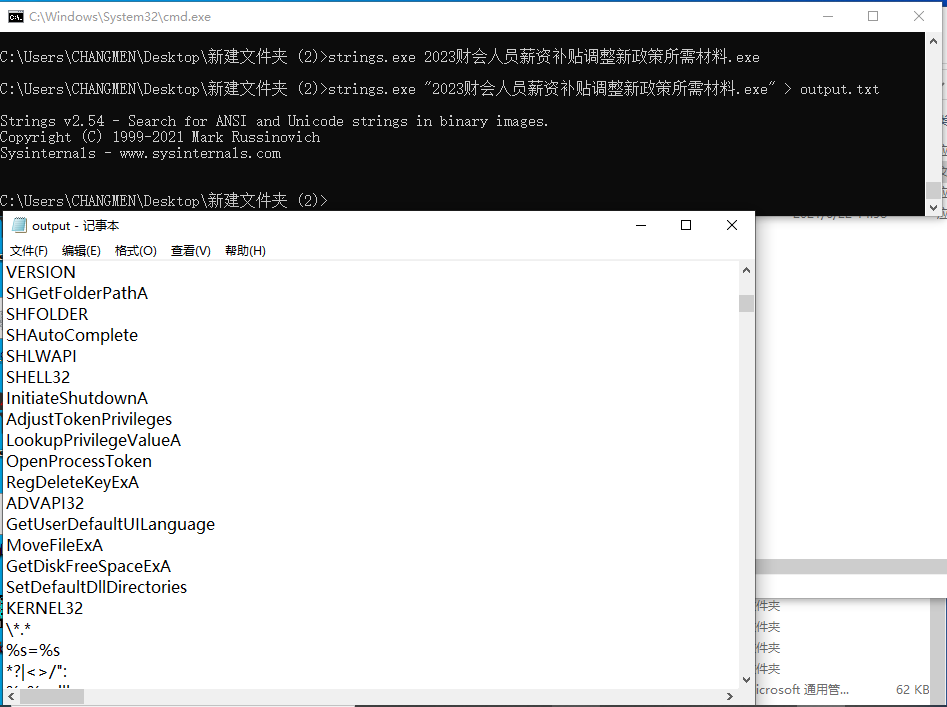 C:\Windows\System32\cmd.exe
C:\Users\CHANGMEN\Desktop\新建文件夹 (2)>strings.exe 2023财会人员薪资补贴调整新政策所需材料.exe
C:\Users\CHANGMEN\Desktop\新建文件夹 (2)>strings.exe "2023财会人员薪资补贴调整新政策所需材料.exe" > output.txt
Strings v2.54 - Search for ANSI and Unicode strings in binary images.
Copyright (C) 1999-2021 Mark Russinovich
Sysinternals - www.sysinternals.com
C:\Users\CHANGMEN\Desktop\新建文件夹 (2)>
output - 记事本
文件(F) 编辑(E) 格式(O) 查看(V) 帮助(H)
VERSION
SHGetFolderPathA
SHFOLDER
SHAutoComplete
SHLWAPI
SHELL32
InitiateShutdownA
AdjustTokenPrivileges
LookupPrivilegeValueA
OpenProcessToken
RegDeleteKeyExA
ADVAPI32
GetUserDefaultUILanguage
MoveFileExA
GetDiskFreeSpaceExA
SetDefaultDllDirectories
KERNEL32
\*.*
%s=%s
*?|<>/":
件夹
件夹
件夹
件夹
icrosoft 通用管... 62 KB